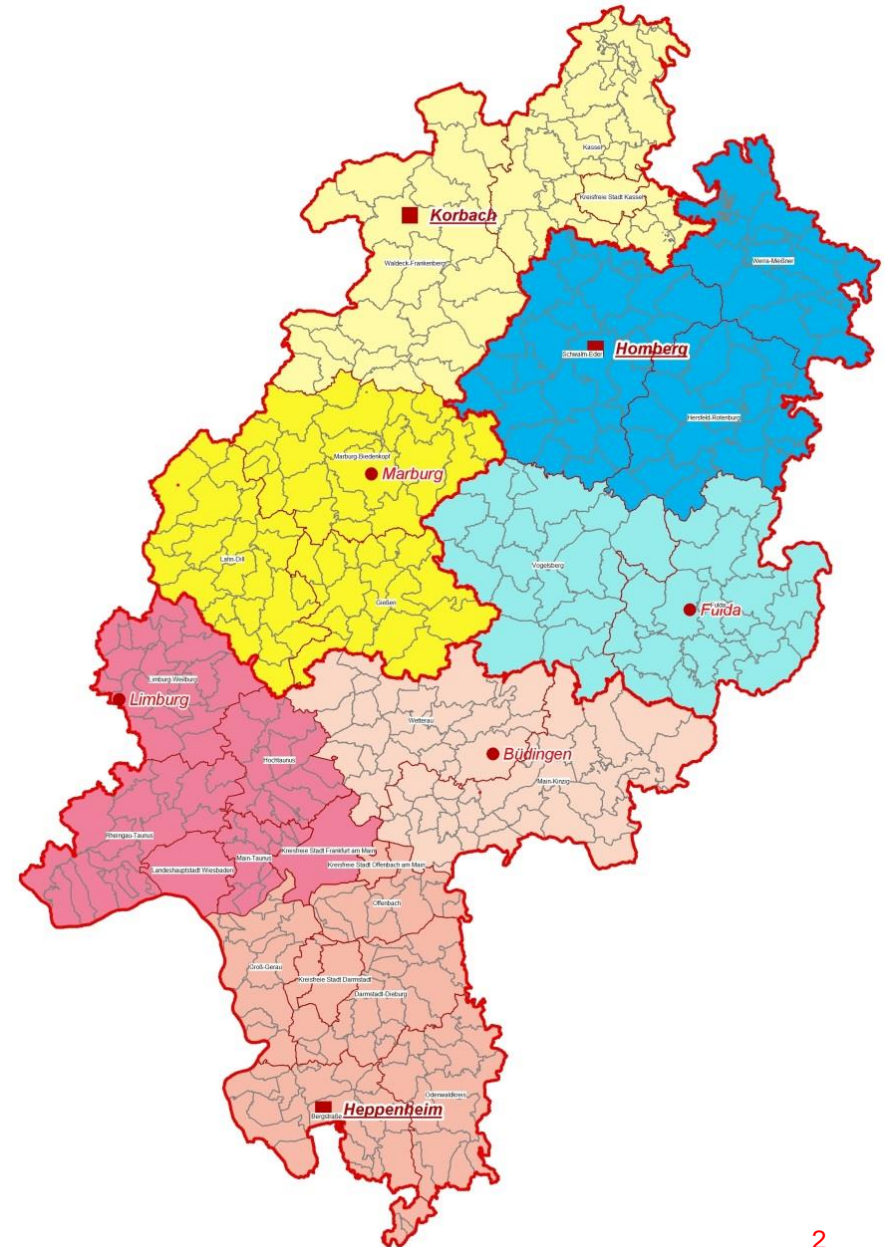 Kassel
Kreisfreie Stadt Kassel
Korbach
Waldeck-Frankenberg
Werra-Meißner
Homberg
Schwalm-Eder
Hersfeld-Rotenburg
Marburg-Biedenkopf
Marburg
Lahn-Dill
Vogelsberg
Gießen
Fulda
Fulda
Limburg-Weilburg
Limburg
Wetterau
Büdingen
Hochtaunus
Main-Kinzig
Rheingau-Taunus
Kreisfreie Stadt Frankfurt am Main
Main-Taunus
Kreisfreie Stadt Offenbach am Main
Landeshauptstadt Wiesbaden
Offenbach
Groß-Gerau
Kreisfreie Stadt Darmstadt
Darmstadt-Dieburg
Odenwaldkreis
Heppenheim
Bergstraße
2